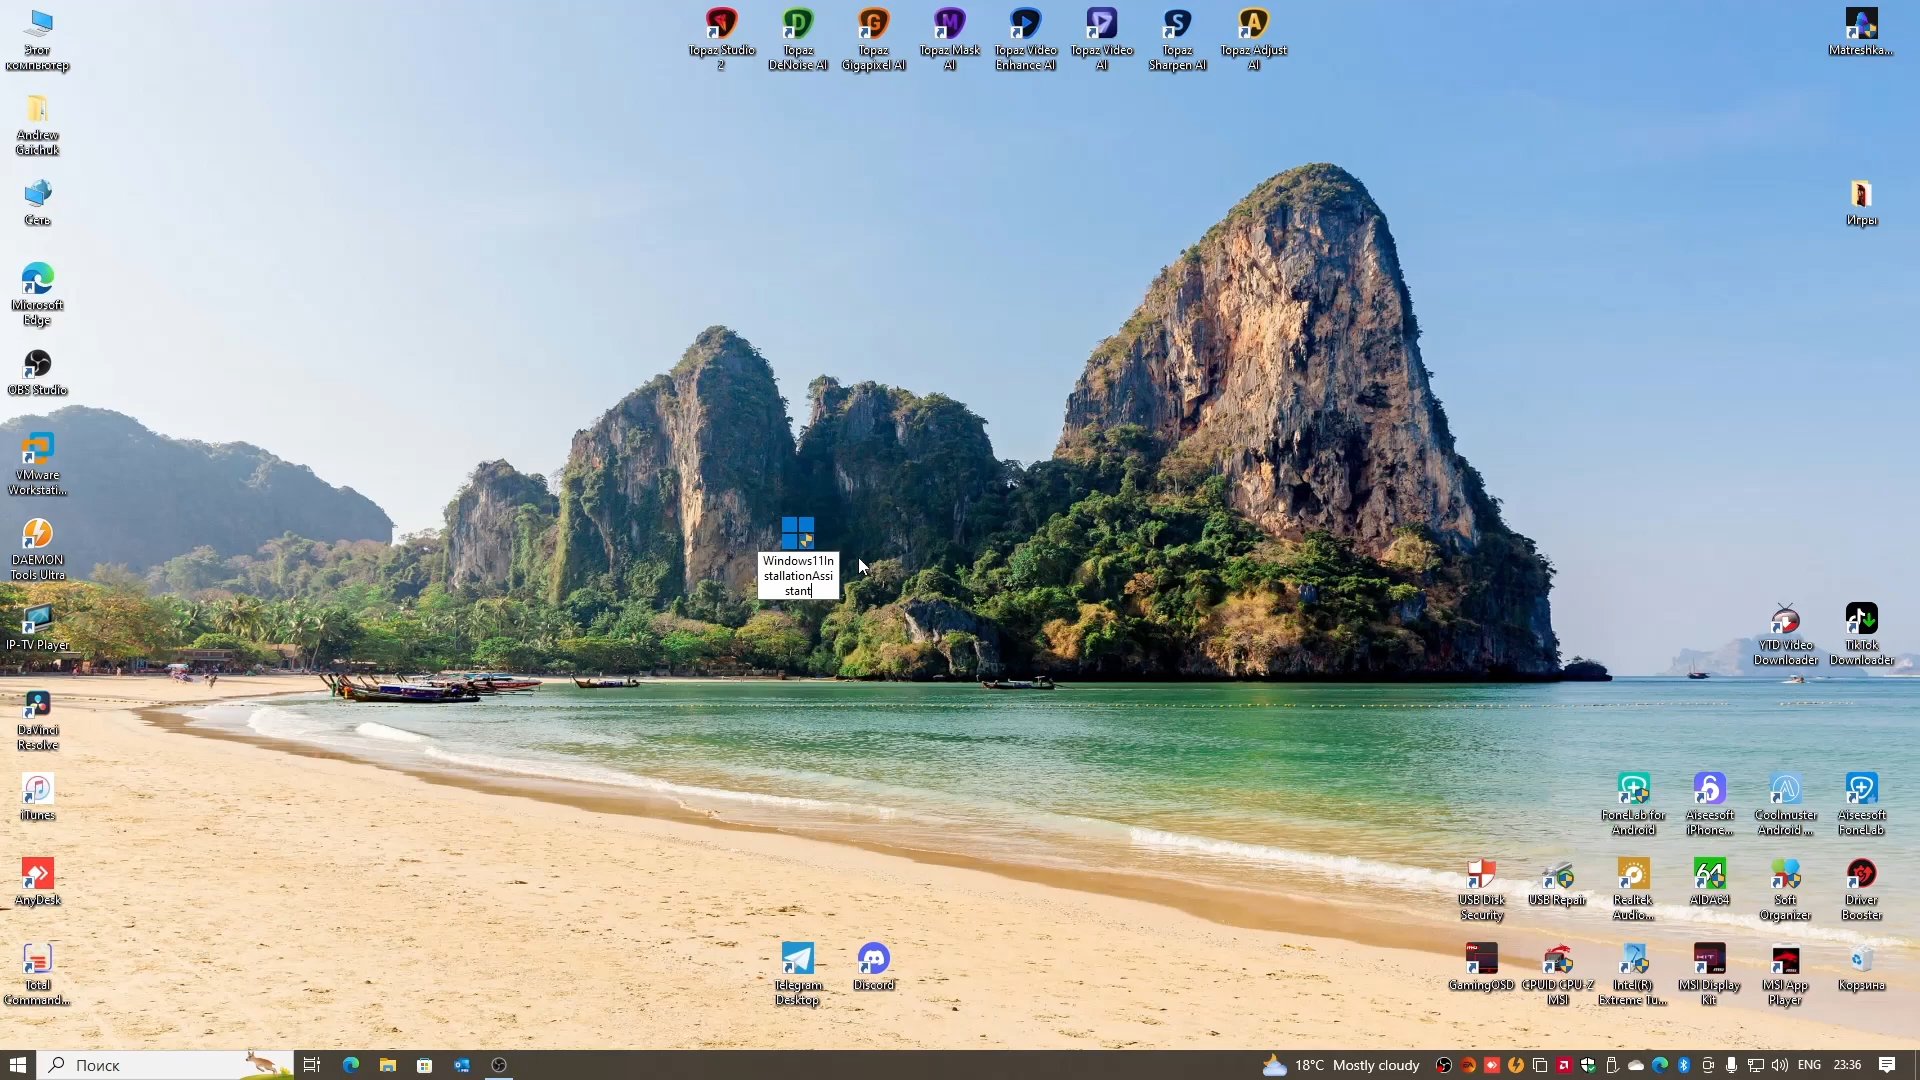 Этот
компьютер
Andrew
Gaichuk
Сеть
Microsoft
Edge
OBS Studio
VMware
Workstati...
DAEMON
Tools Ultra
IP-TV Player
DaVinci
Resolve
iTunes
AnyDesk
Total
Command...
Topaz Studio
2
Topaz
DeNoise AI
Topaz
Gigapixel AI
Topaz Mask
AI
Topaz Video
Enhance AI
Topaz Video
AI
Topaz
Sharpen AI
Topaz Adjust
AI
Matreshka...
Игры
Windows11In
stallationAssi
stant
YTD Video
Downloader
TikTok
Downloader
FoneLab for
Android
Aiseesoft
iPhone...
Coolmuster
Android ...
Aiseesoft
FoneLab
USB Disk
Security
USB Repair
Realtek
Audio...
64
AIDA64
Soft
Organizer
Driver
Booster
GamingOSD
CPUID CPU-Z
MSI
Intel(R)
Extreme Tu...
MSI Display
Kit
MSI App
Player
Корзина
Telegram
Desktop
Discord
Поиск
18°C Mostly cloudy
ENG
23:36